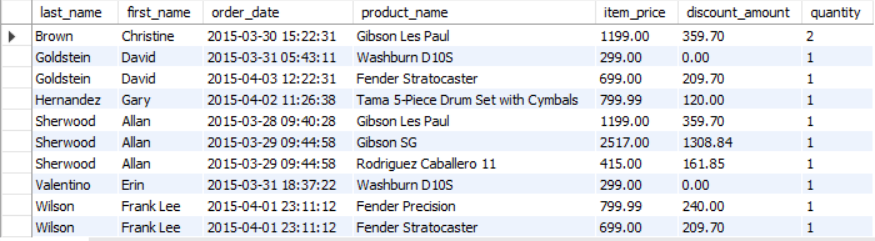 last_name first_name order_date product_name item_price discount_amount quantity
Brown Christine 2015-03-30 15:22:31 Gibson Les Paul 1199.00 359.70 2
Goldstein David 2015-03-31 05:43:11 Washburn D10S 299.00 0.00 1
Goldstein David 2015-04-03 12:22:31 Fender Stratocaster 699.00 209.70 1
Hernandez Gary 2015-04-02 11:26:38 Tama 5-Piece Drum Set with Cymbals 799.99 120.00 1
Sherwood Allan 2015-03-28 09:40:28 Gibson Les Paul 1199.00 359.70 1
Sherwood Allan 2015-03-29 09:44:58 Gibson SG 2517.00 1308.84 1
Sherwood Allan 2015-03-29 09:44:58 Rodriguez Caballero 11 415.00 161.85 1
Valentino Erin 2015-03-31 18:37:22 Washburn D10S 299.00 0.00 1
Wilson Frank Lee 2015-04-01 23:11:12 Fender Precision 799.99 240.00 1
Wilson Frank Lee 2015-04-01 23:11:12 Fender Stratocaster 699.00 209.70 1